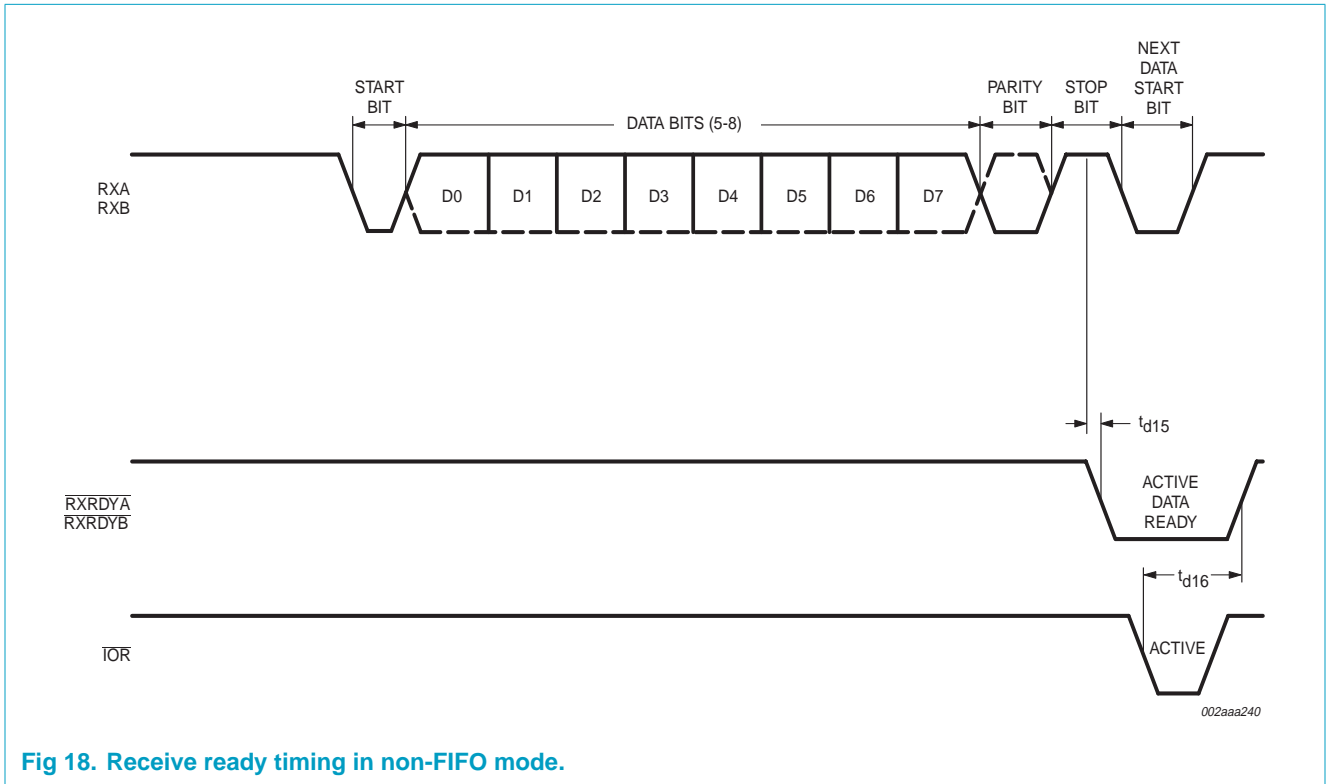 NEXT
DATA
START
BIT
START
BIT
PARITY
BIT
STOP
BIT
DATA BITS (5-8)
RXA
RXB
D0 D1 D2 D3 D4 D5 D6 D7
td15
RXRDYA
RXRDYB
ACTIVE
DATA
READY
td16
IOR
ACTIVE
002aaa240
Fig 18. Receive ready timing in non-FIFO mode.